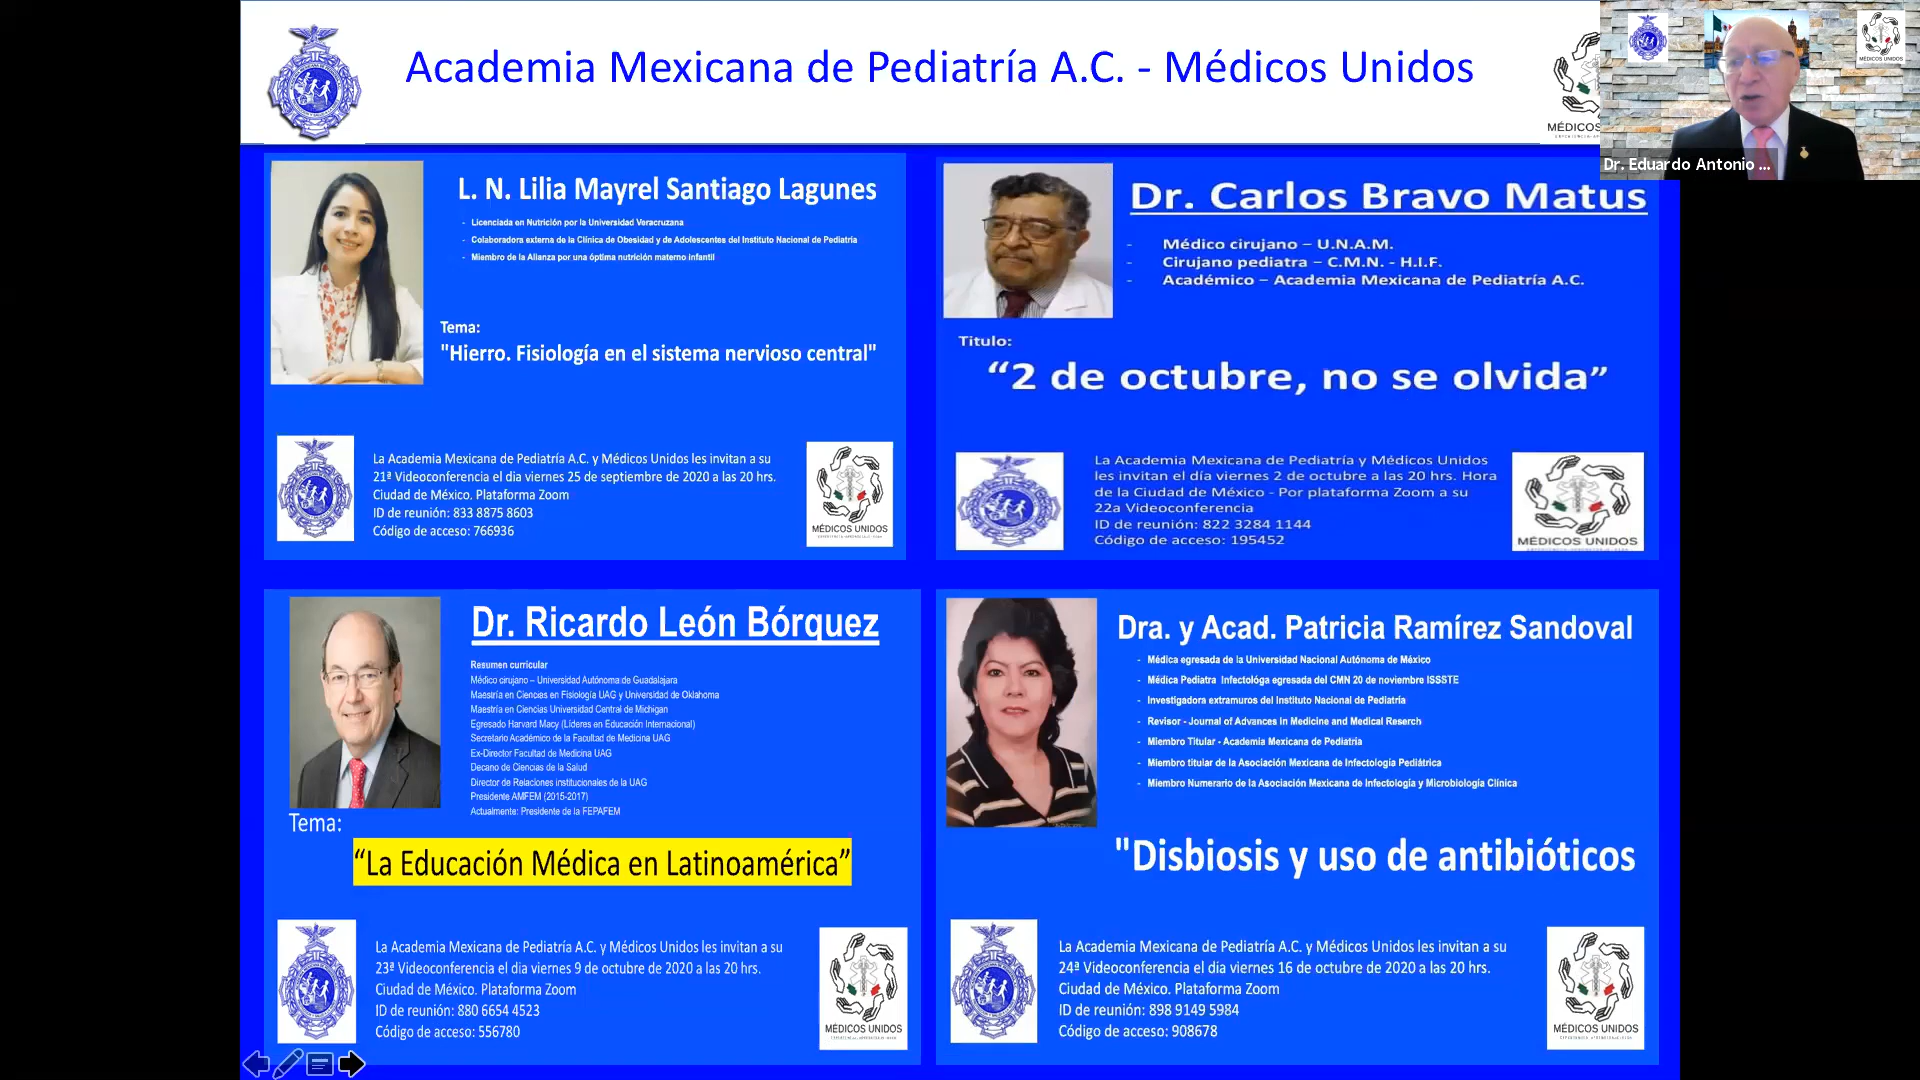 Academia Mexicana de Pediatría A.C. - Médicos Unidos
MÉDICOS UNIDOS
Dr. Eduardo Antonio ...
L. N. Lilia Mayrel Santiago Lagunes
- Licenciada en Nutrición por la Universidad Veracruzana
- Colaboradora externa de la Clínica de Obesidad y de Adolescentes del Instituto Nacional de Pediatría
- Miembro de la Alianza por una óptima nutrición materno infantil
Tema:
"Hierro. Fisiología en el sistema nervioso central"
La Academia Mexicana de Pediatría A.C. y Médicos Unidos les invitan a su
21ª Videoconferencia el dia viernes 25 de septiembre de 2020 a las 20 hrs.
Ciudad de México. Plataforma Zoom
ID de reunión: 833 8875 8603
Código de acceso: 766936
MÉDICOS UNIDOS
Dr. Carlos Bravo Matus
- Médico cirujano – U.N.A.M.
- Cirujano pediatra – C.M.N. - H.I.F.
- Académico – Academia Mexicana de Pediatría A.C.
Titulo:
“2 de octubre, no se olvida”
La Academia Mexicana de Pediatría y Médicos Unidos
les invitan el día viernes 2 de octubre a las 20 hrs. Hora
de la Ciudad de México - Por plataforma Zoom a su
22a Videoconferencia
ID de reunión: 822 3284 1144
Código de acceso: 195452
MÉDICOS UNIDOS
Dr. Ricardo León Bórquez
Resumen curricular
Médico cirujano – Universidad Autónoma de Guadalajara
Maestría en Ciencias en Fisiología UAG y Universidad de Oklahoma
Maestría en Ciencias Universidad Central de Michigan
Egresado Harvard Macy (Líderes en Educación Internacional)
Secretario Académico de la Facultad de Medicina UAG
Ex-Director Facultad de Medicina UAG
Decano de Ciencias de la Salud
Director de Relaciones institucionales de la UAG
Presidente AMFEM (2015-2017)
Actualmente: Presidente de la FEPAFEM
Tema:
“La Educación Médica en Latinoamérica”
La Academia Mexicana de Pediatría A.C. y Médicos Unidos les invitan a su
23ª Videoconferencia el dia viernes 9 de octubre de 2020 a las 20 hrs.
Ciudad de México. Plataforma Zoom
ID de reunión: 880 6654 4523
Código de acceso: 556780
MÉDICOS UNIDOS
Dra. y Acad. Patricia Ramírez Sandoval
- Médica egresada de la Universidad Nacional Autónoma de México
- Médica Pediatra Infectológa egresada del CMN 20 de noviembre ISSSTE
- Investigadora extramuros del Instituto Nacional de Pediatría
- Revisor - Journal of Advances in Medicine and Medical Reserch
- Miembro Titular - Academia Mexicana de Pediatría
- Miembro titular de la Asociación Mexicana de Infectología Pediátrica
- Miembro Numerario de la Asociación Mexicana de Infectología y Microbiología Clínica
"Disbiosis y uso de antibióticos
La Academia Mexicana de Pediatría A.C. y Médicos Unidos les invitan a su
24ª Videoconferencia el dia viernes 16 de octubre de 2020 a las 20 hrs.
Ciudad de México. Plataforma Zoom
ID de reunión: 898 9149 5984
Código de acceso: 908678
MÉDICOS UNIDOS